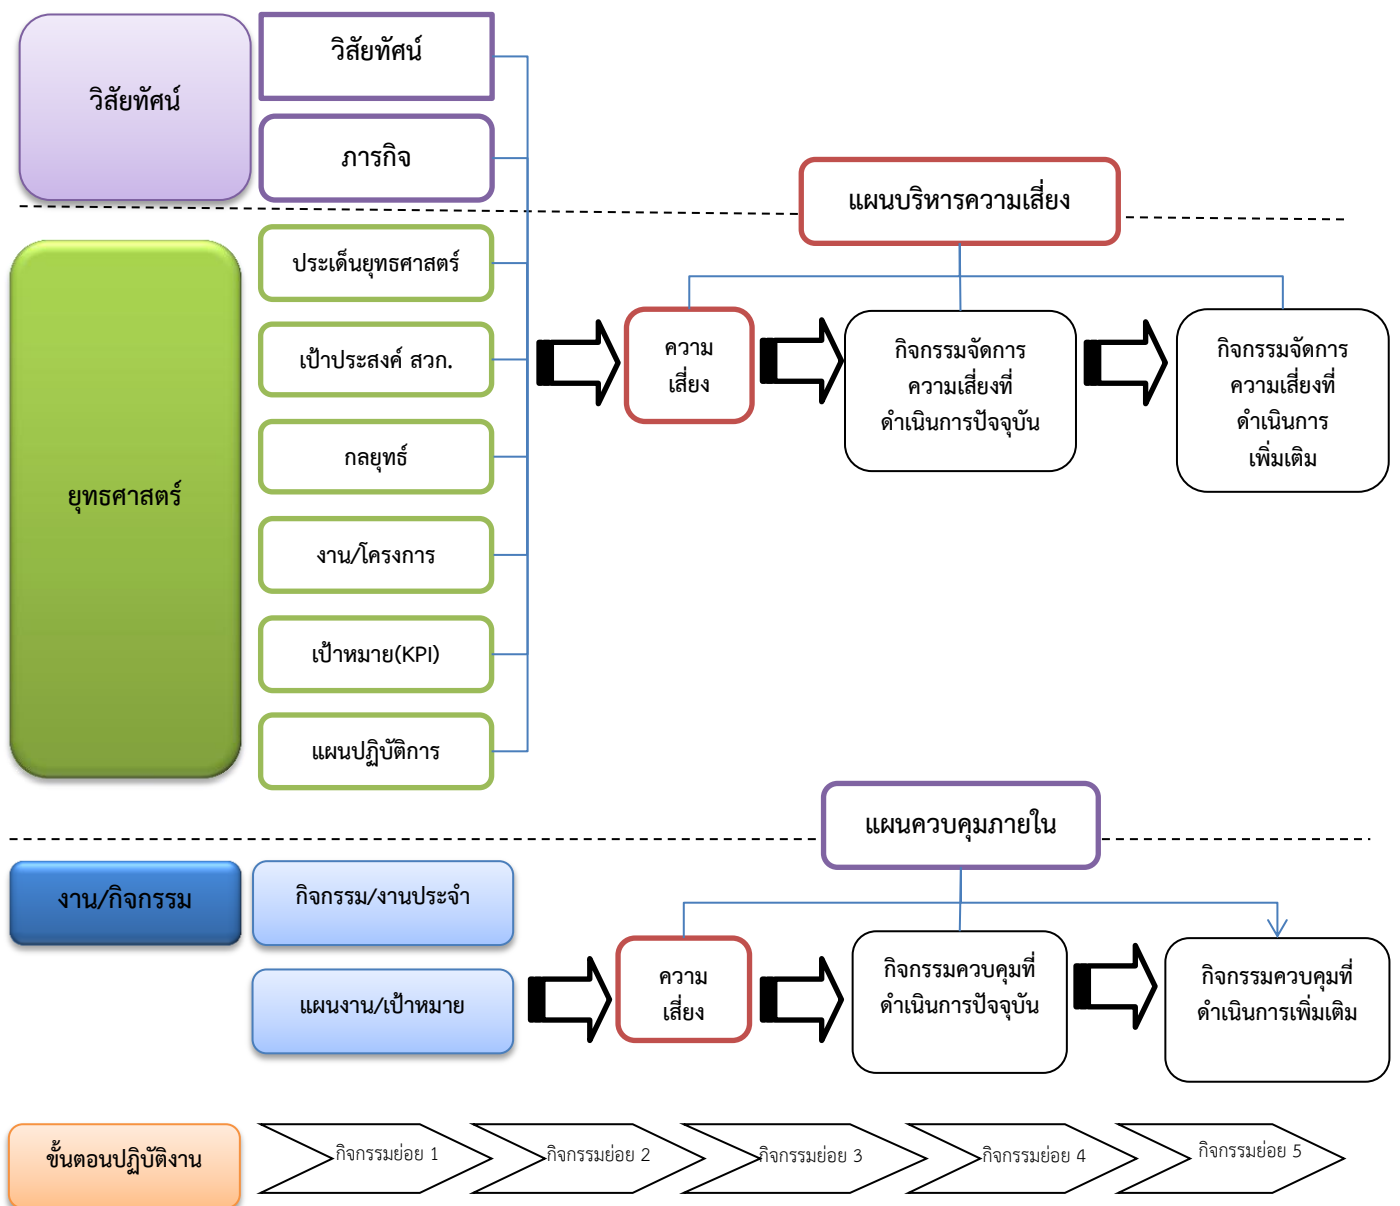 วิสัยทัศน์
วิสัยทัศน์
ภารกิจ
แผนบริหารความเสี่ยง
ยุทธศาสตร์
ประเด็นยุทธศาสตร์
เป้าประสงค์ สวก.
กลยุทธ์
งาน/โครงการ
เป้าหมาย(KPI)
แผนปฏิบัติการ
ความ
เสี่ยง
กิจกรรมจัดการ
ความเสี่ยงที่
ดำเนินการปัจจุบัน
กิจกรรมจัดการ
ความเสี่ยงที่
ดำเนินการ
เพิ่มเติม
แผนควบคุมภายใน
งาน/กิจกรรม
กิจกรรม/งานประจำ
แผนงาน/เป้าหมาย
ความ
เสี่ยง
กิจกรรมควบคุมที่
ดำเนินการปัจจุบัน
กิจกรรมควบคุมที่
ดำเนินการเพิ่มเติม
ขั้นตอนปฏิบัติงาน
กิจกรรมย่อย 1
กิจกรรมย่อย 2
กิจกรรมย่อย 3
กิจกรรมย่อย 4
กิจกรรมย่อย 5